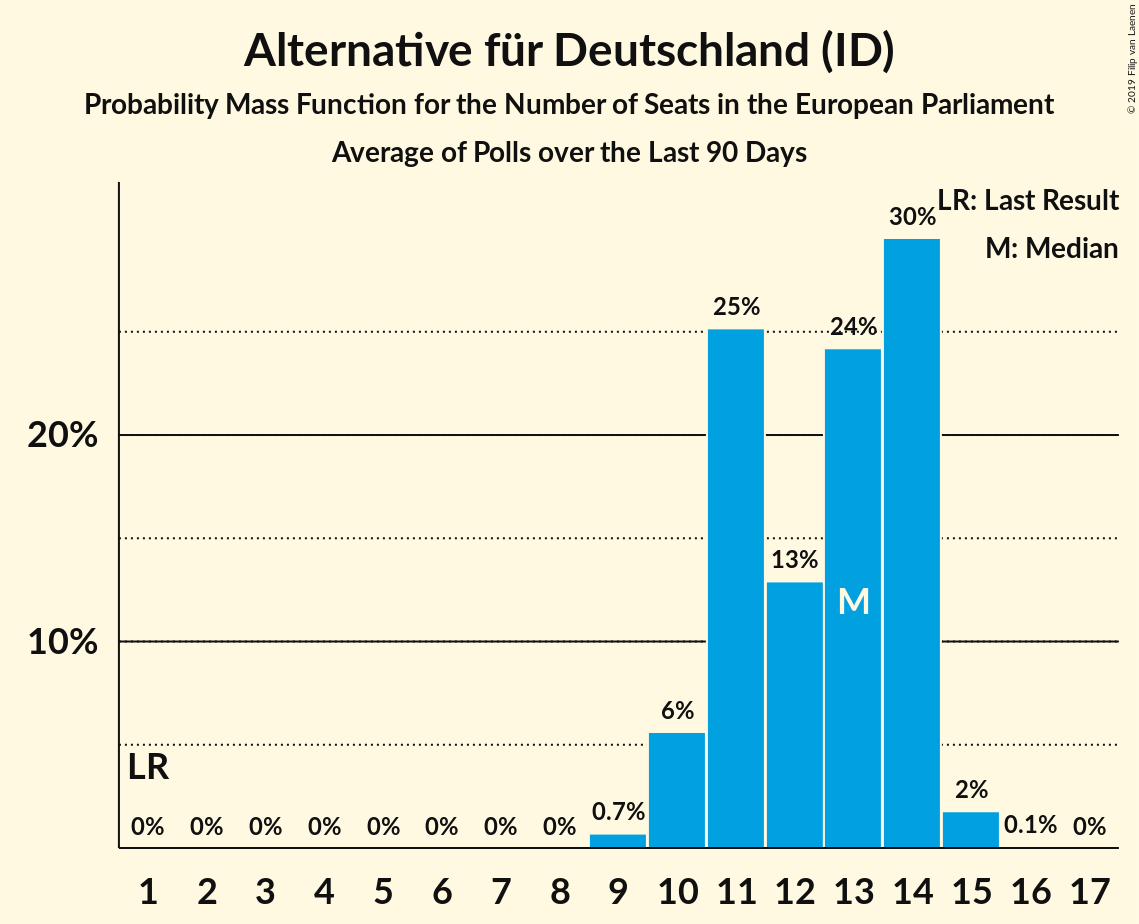 Alternative für Deutschland (ID)
Probability Mass Function for the Number of Seats in the European Parliament
Average of Polls over the Last 90 Days
© 2019 Filip van Laenen
LR: Last Result
M: Median
30%
25%
24%
20%
13%
M
10%
6%
LR
2%
0% 0% 0% 0% 0% 0% 0% 0% 0.7% 0.1% 0%
1 2 3 4 5 6 7 8 9 10 11 12 13 14 15 16 17